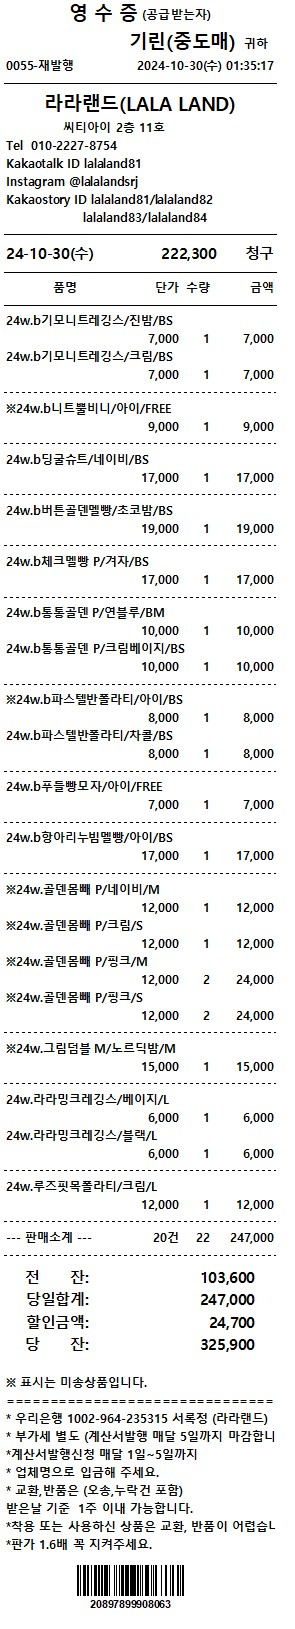 영 수 증 (공급받는자)
기린(중도매) 귀하
0055-재발행 2024-10-30(수) 01:35:17
라라랜드(LALA LAND)
씨티아이 2층 11호
Tel 010-2227-8754
Kakaotalk ID lalaland81
Instagram @lalalandsrj
Kakaostory ID lalaland81/lalaland82
lalaland83/lalaland84
24-10-30(수) 222,300 청구
품명 단가 수량 금액
24w.b기모니트레깅스/진밤/BS
7,000 1 7,000
24w.b기모니트레깅스/크림/BS
7,000 1 7,000
※24w.b니트뿔비니/아이/FREE
9,000 1 9,000
24w.b딩굴슈트/네이비/BS
17,000 1 17,000
24w.b버튼골덴멜빵/초코밤/BS
19,000 1 19,000
24w.b체크멜빵 P/겨자/BS
17,000 1 17,000
24w.b통통골덴 P/연블루/BM
10,000 1 10,000
24w.b통통골덴 P/크림베이지/BS
10,000 1 10,000
※24w.b파스텔반폴라티/아이/BS
8,000 1 8,000
24w.b파스텔반폴라티/차콜/BS
8,000 1 8,000
24w.b푸들빵모자/아이/FREE
7,000 1 7,000
24w.b항아리누빔멜빵/아이/BS
17,000 1 17,000
※24w.골덴몸빼 P/네이비/M
12,000 1 12,000
※24w.골덴몸빼 P/크림/S
12,000 1 12,000
※24w.골덴몸빼 P/핑크/M
12,000 2 24,000
※24w.골덴몸빼 P/핑크/S
12,000 2 24,000
※24w.그림덤블 M/노르딕밤/M
15,000 1 15,000
24w.라라밍크레깅스/베이지/L
6,000 1 6,000
24w.라라밍크레깅스/블랙/L
6,000 1 6,000
24w.루즈핏목폴라티/크림/L
12,000 1 12,000
--- 판매소계 --- 20건 22 247,000
전 잔: 103,600
당일합계: 247,000
할인금액: 24,700
당 잔: 325,900
※ 표시는 미송상품입니다.
* 우리은행 1002-964-235315 서록정 (라라랜드)
* 부가세 별도 (계산서발행 매달 5일까지 마감합니
*계산서발행신청 매달 1일~5일까지
* 업체명으로 입금해 주세요.
* 교환,반품은 (오송,누락건 포함)
받은날 기준 1주 이내 가능합니다.
*착용 또는 사용하신 상품은 교환, 반품이 어렵습니
*판가 1.6배 꼭 지켜주세요.
20897899908063